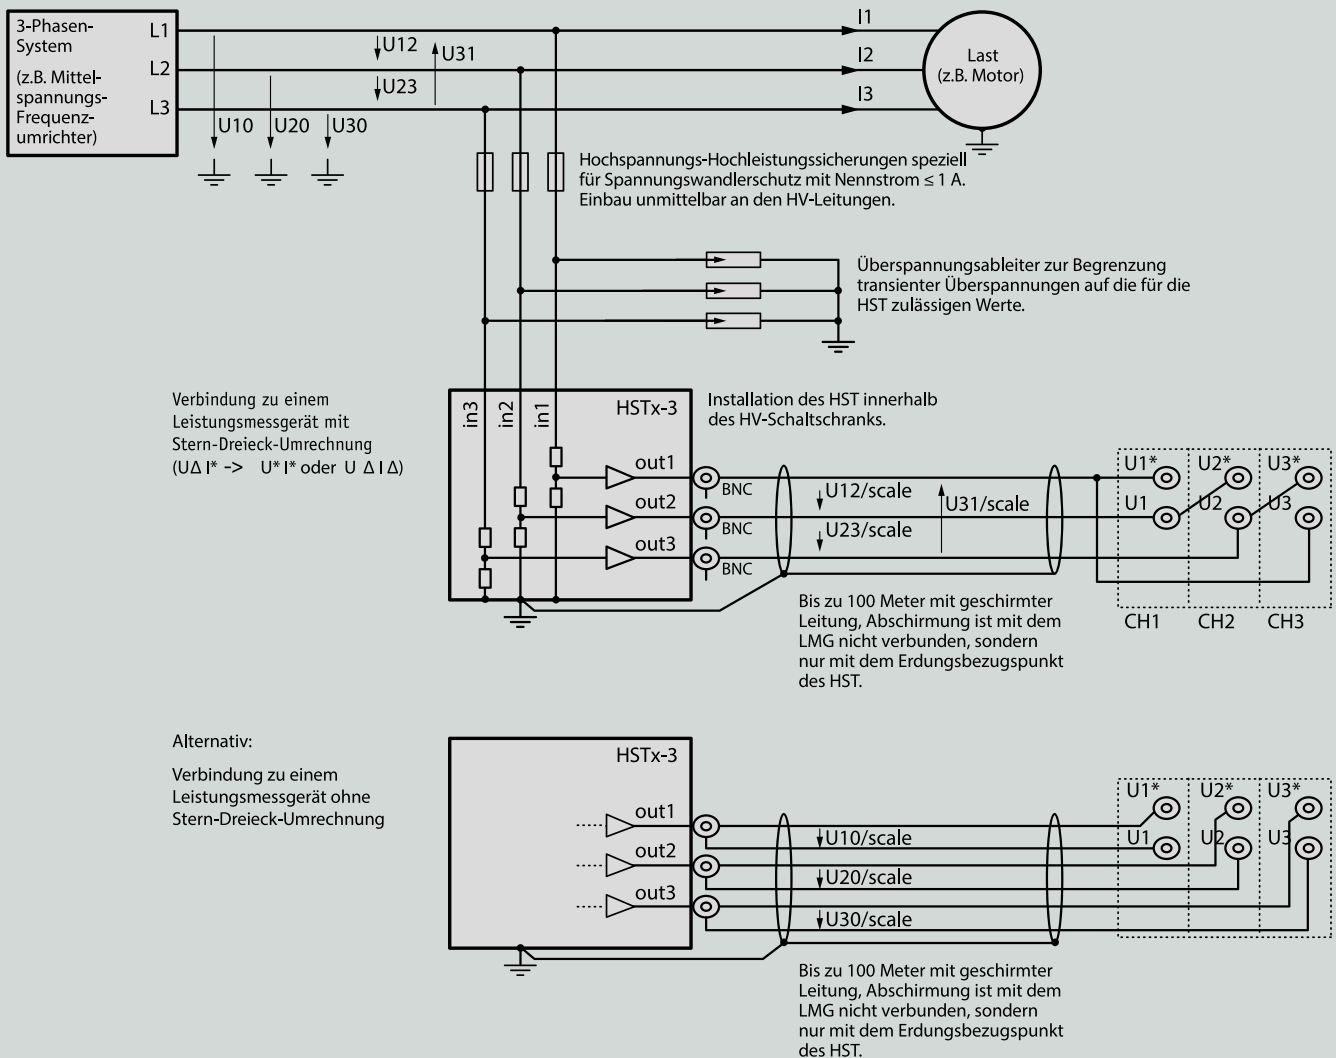 3-Phasen-
System
(z.B. Mittel-
spannungs-
Frequenz-
umrichter)
L1
L2
L3
U12
U31
U23
U10
U20
U30
I1
I2
I3
Last
(z.B. Motor)
Hochspannungs-Hochleistungssicherungen speziell
für Spannungswandlerschutz mit Nennstrom ≤ 1 A.
Einbau unmittelbar an den HV-Leitungen.
Überspannungsableiter zur Begrenzung
transienter Überspannungen auf die für die
HST zulässigen Werte.
Verbindung zu einem
Leistungsmessgerät mit
Stern-Dreieck-Umrechnung
(UΔ I* -> U* I* oder U Δ I Δ)
in3
in2
in1
HSTx-3
Installation des HST innerhalb
des HV-Schaltschranks.
out1
out2
out3
BNC
BNC
BNC
U12/scale
U31/scale
U23/scale
U1*
U2*
U3*
U1
U2
U3
CH1
CH2
CH3
Bis zu 100 Meter mit geschirmter
Leitung, Abschirmung ist mit dem
LMG nicht verbunden, sondern
nur mit dem Erdungsbezugspunkt
des HST.
Alternativ:
Verbindung zu einem
Leistungsmessgerät ohne
Stern-Dreieck-Umrechnung
HSTx-3
out1
out2
out3
U10/scale
U20/scale
U30/scale
U1*
U2*
U3*
U1
U2
U3
Bis zu 100 Meter mit geschirmter
Leitung, Abschirmung ist mit dem
LMG nicht verbunden, sondern
nur mit dem Erdungsbezugspunkt
des HST.